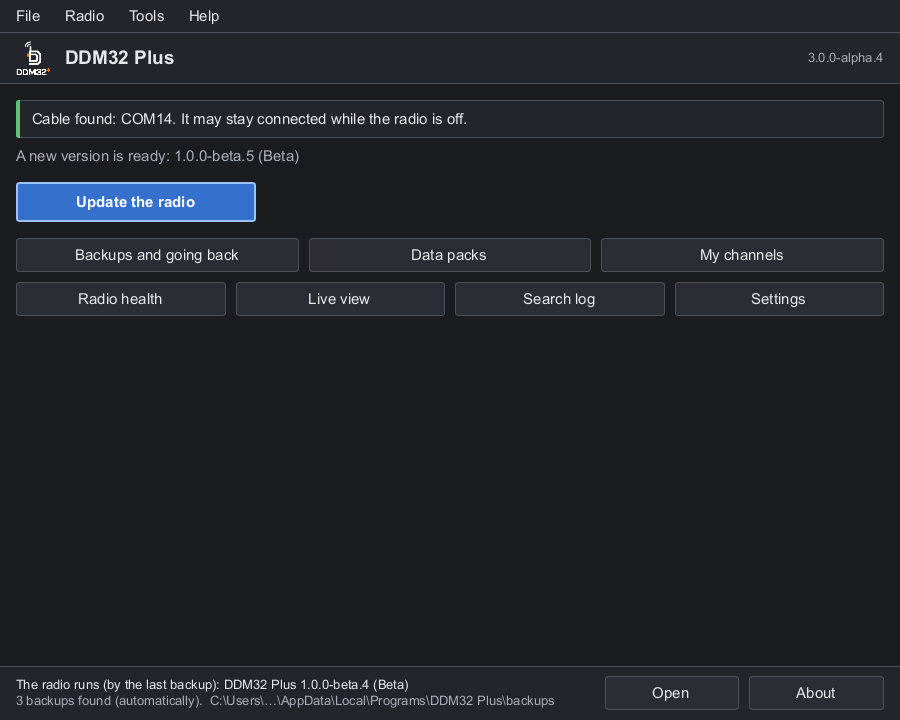 File Radio Tools Help
DDM32+
DDM32 Plus
3.0.0-alpha.4
Cable found: COM14. It may stay connected while the radio is off.
A new version is ready: 1.0.0-beta.5 (Beta)
Update the radio
Backups and going back Data packs My channels
Radio health Live view Search log Settings
The radio runs (by the last backup): DDM32 Plus 1.0.0-beta.4 (Beta)
3 backups found (automatically). C:\Users\…\AppData\Local\Programs\DDM32 Plus\backups
Open About